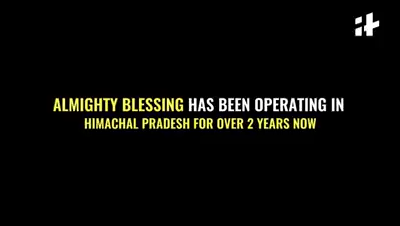 ALMIGHTY BLESSING HAS BEEN OPERATING IN
HIMACHAL PRADESH FOR OVER 2 YEARS NOW